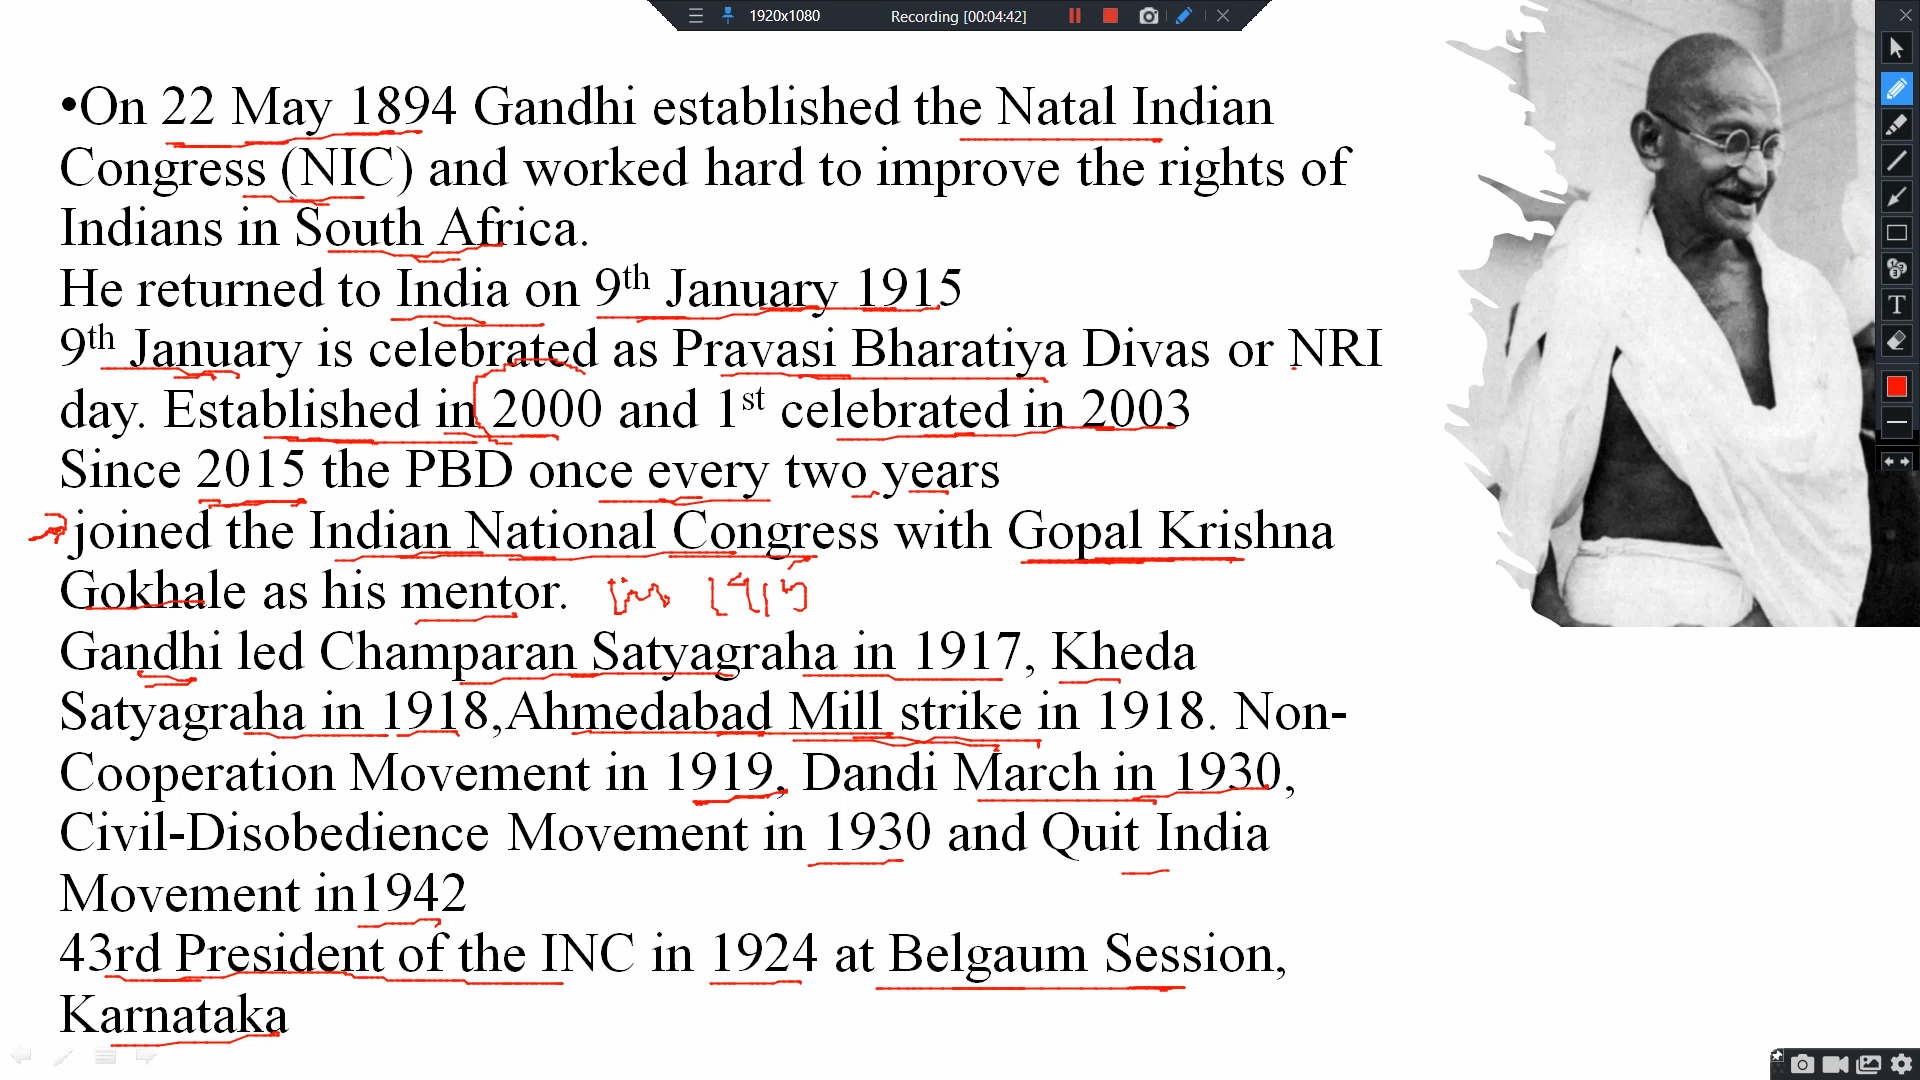 1920x1080 Recording [00:04:42]
•On 22 May 1894 Gandhi established the Natal Indian
Congress (NIC) and worked hard to improve the rights of
Indians in South Africa.
He returned to India on 9th January 1915
9th January is celebrated as Pravasi Bharatiya Divas or NRI
day. Established in 2000 and 1st celebrated in 2003
Since 2015 the PBD once every two years
joined the Indian National Congress with Gopal Krishna
Gokhale as his mentor. 1915
Gandhi led Champaran Satyagraha in 1917, Kheda
Satyagraha in 1918,Ahmedabad Mill strike in 1918. Non-
Cooperation Movement in 1919, Dandi March in 1930,
Civil-Disobedience Movement in 1930 and Quit India
Movement in1942
43rd President of the INC in 1924 at Belgaum Session,
Karnataka